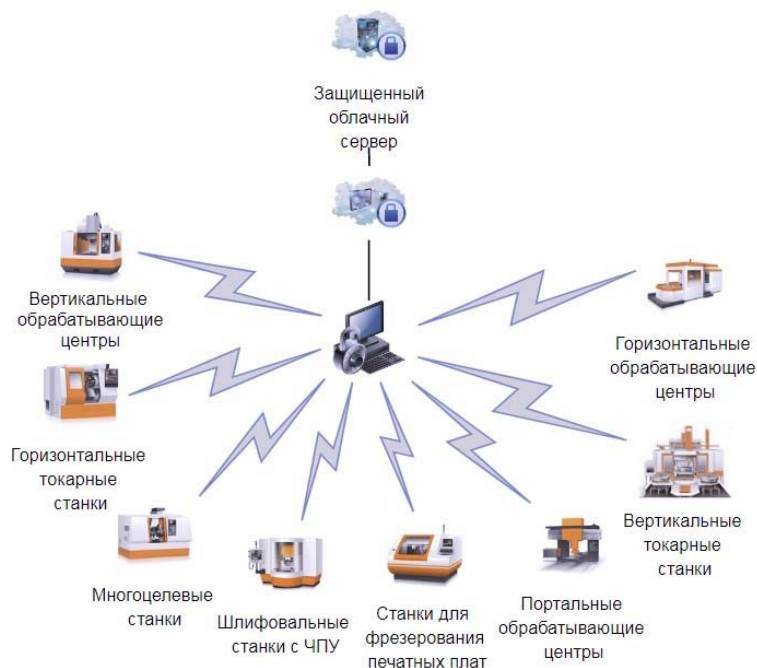 Защищенный
облачный
сервер
Вертикальные
обрабатывающие
центры
Горизонтальные
обрабатывающие
центры
Горизонтальные
токарные
станки
Вертикальные
токарные
станки
Многоцелевые
станки
Шлифовальные
станки с ЧПУ
Станки для
фрезерования
печатных плат
Портальные
обрабатывающие
центры